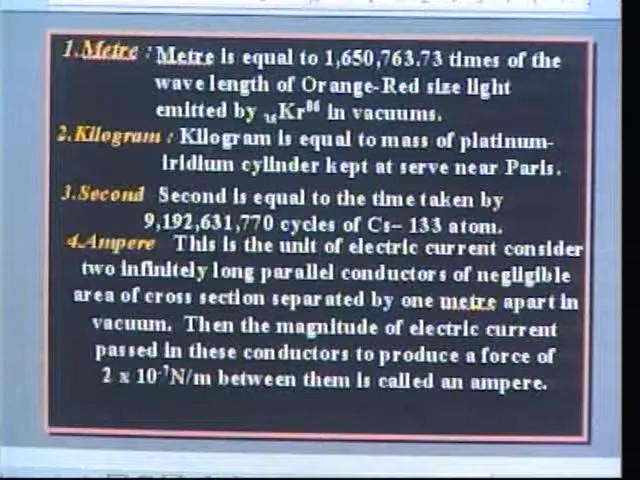 1.Metre : Metre is equal to 1,650,763.73 times of the
wave length of Orange-Red size light
emitted by ₃₆Kr⁸⁶ in vacuums.
2.Kilogram : Kilogram is equal to mass of platinum-
iridium cylinder kept at serve near Paris.
3.Second Second is equal to the time taken by
9,192,631,770 cycles of Cs– 133 atom.
4.Ampere This is the unit of electric current consider
two infinitely long parallel conductors of negligible
area of cross section separated by one metre apart in
vacuum. Then the magnitude of electric current
passed in these conductors to produce a force of
2 x 10⁻⁷N/m between them is called an ampere.